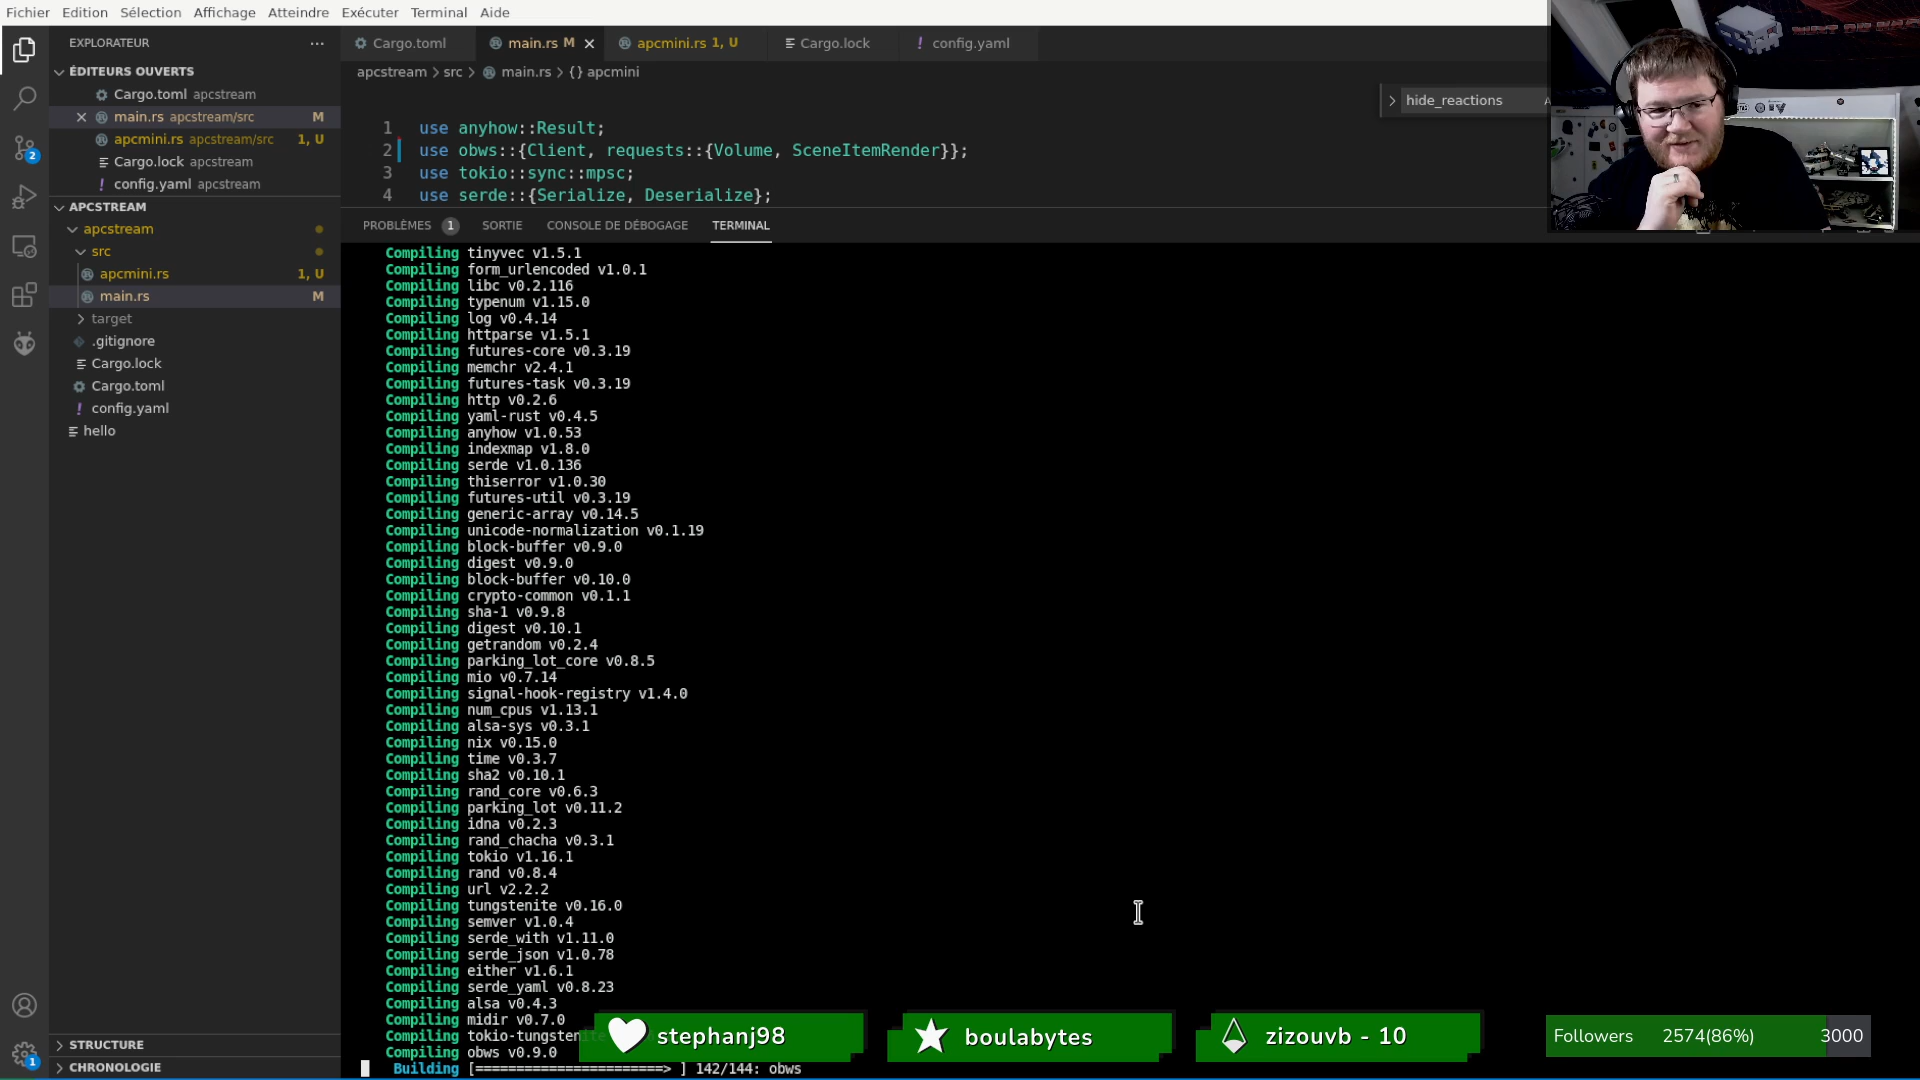 Fichier Edition Sélection Affichage Atteindre Exécuter Terminal Aide
EXPLORATEUR
ÉDITEURS OUVERTS
Cargo.toml apcstream
main.rs apcstream/src M
apcmini.rs apcstream/src 1, U
Cargo.lock apcstream
config.yaml apcstream
APCSTREAM
apcstream
src
apcmini.rs 1, U
main.rs M
target
.gitignore
Cargo.lock
Cargo.toml
config.yaml
hello
STRUCTURE
CHRONOLOGIE
2
1
Cargo.toml main.rs M apcmini.rs 1, U Cargo.lock config.yaml
apcstream > src > main.rs > {} apcmini
hide_reactions
1 use anyhow::Result;
2 use obws::{Client, requests::{Volume, SceneItemRender}};
3 use tokio::sync::mpsc;
4 use serde::{Serialize, Deserialize};
PROBLÈMES 1 SORTIE CONSOLE DE DÉBOGAGE TERMINAL
Compiling tinyvec v1.5.1
Compiling form_urlencoded v1.0.1
Compiling libc v0.2.116
Compiling typenum v1.15.0
Compiling log v0.4.14
Compiling httparse v1.5.1
Compiling futures-core v0.3.19
Compiling memchr v2.4.1
Compiling futures-task v0.3.19
Compiling http v0.2.6
Compiling yaml-rust v0.4.5
Compiling anyhow v1.0.53
Compiling indexmap v1.8.0
Compiling serde v1.0.136
Compiling thiserror v1.0.30
Compiling futures-util v0.3.19
Compiling generic-array v0.14.5
Compiling unicode-normalization v0.1.19
Compiling block-buffer v0.9.0
Compiling digest v0.9.0
Compiling block-buffer v0.10.0
Compiling crypto-common v0.1.1
Compiling sha-1 v0.9.8
Compiling digest v0.10.1
Compiling getrandom v0.2.4
Compiling parking_lot_core v0.8.5
Compiling mio v0.7.14
Compiling signal-hook-registry v1.4.0
Compiling num_cpus v1.13.1
Compiling alsa-sys v0.3.1
Compiling nix v0.15.0
Compiling time v0.3.7
Compiling sha2 v0.10.1
Compiling rand_core v0.6.3
Compiling parking_lot v0.11.2
Compiling idna v0.2.3
Compiling rand_chacha v0.3.1
Compiling tokio v1.16.1
Compiling rand v0.8.4
Compiling url v2.2.2
Compiling tungstenite v0.16.0
Compiling semver v1.0.4
Compiling serde_with v1.11.0
Compiling serde_json v1.0.78
Compiling either v1.6.1
Compiling serde_yaml v0.8.23
Compiling alsa v0.4.3
Compiling midir v0.7.0
Compiling tokio-tungstenite
Compiling obws v0.9.0
Building [=======================> ] 142/144: obws
stephanj98
boulabytes
zizouvb - 10
Followers 2574(86%) 3000